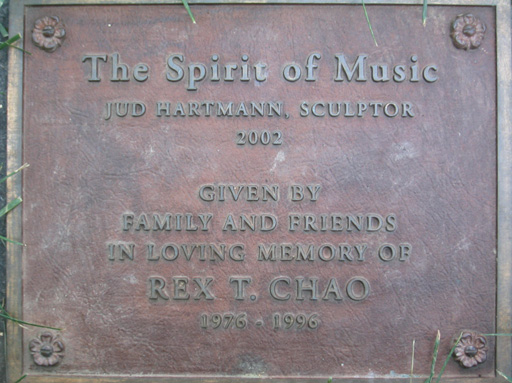 The Spirit of Music
JUD HARTMANN, SCULPTOR
2002
GIVEN BY
FAMILY AND FRIENDS
IN LOVING MEMORY OF
REX T. CHAO
1976 - 1996